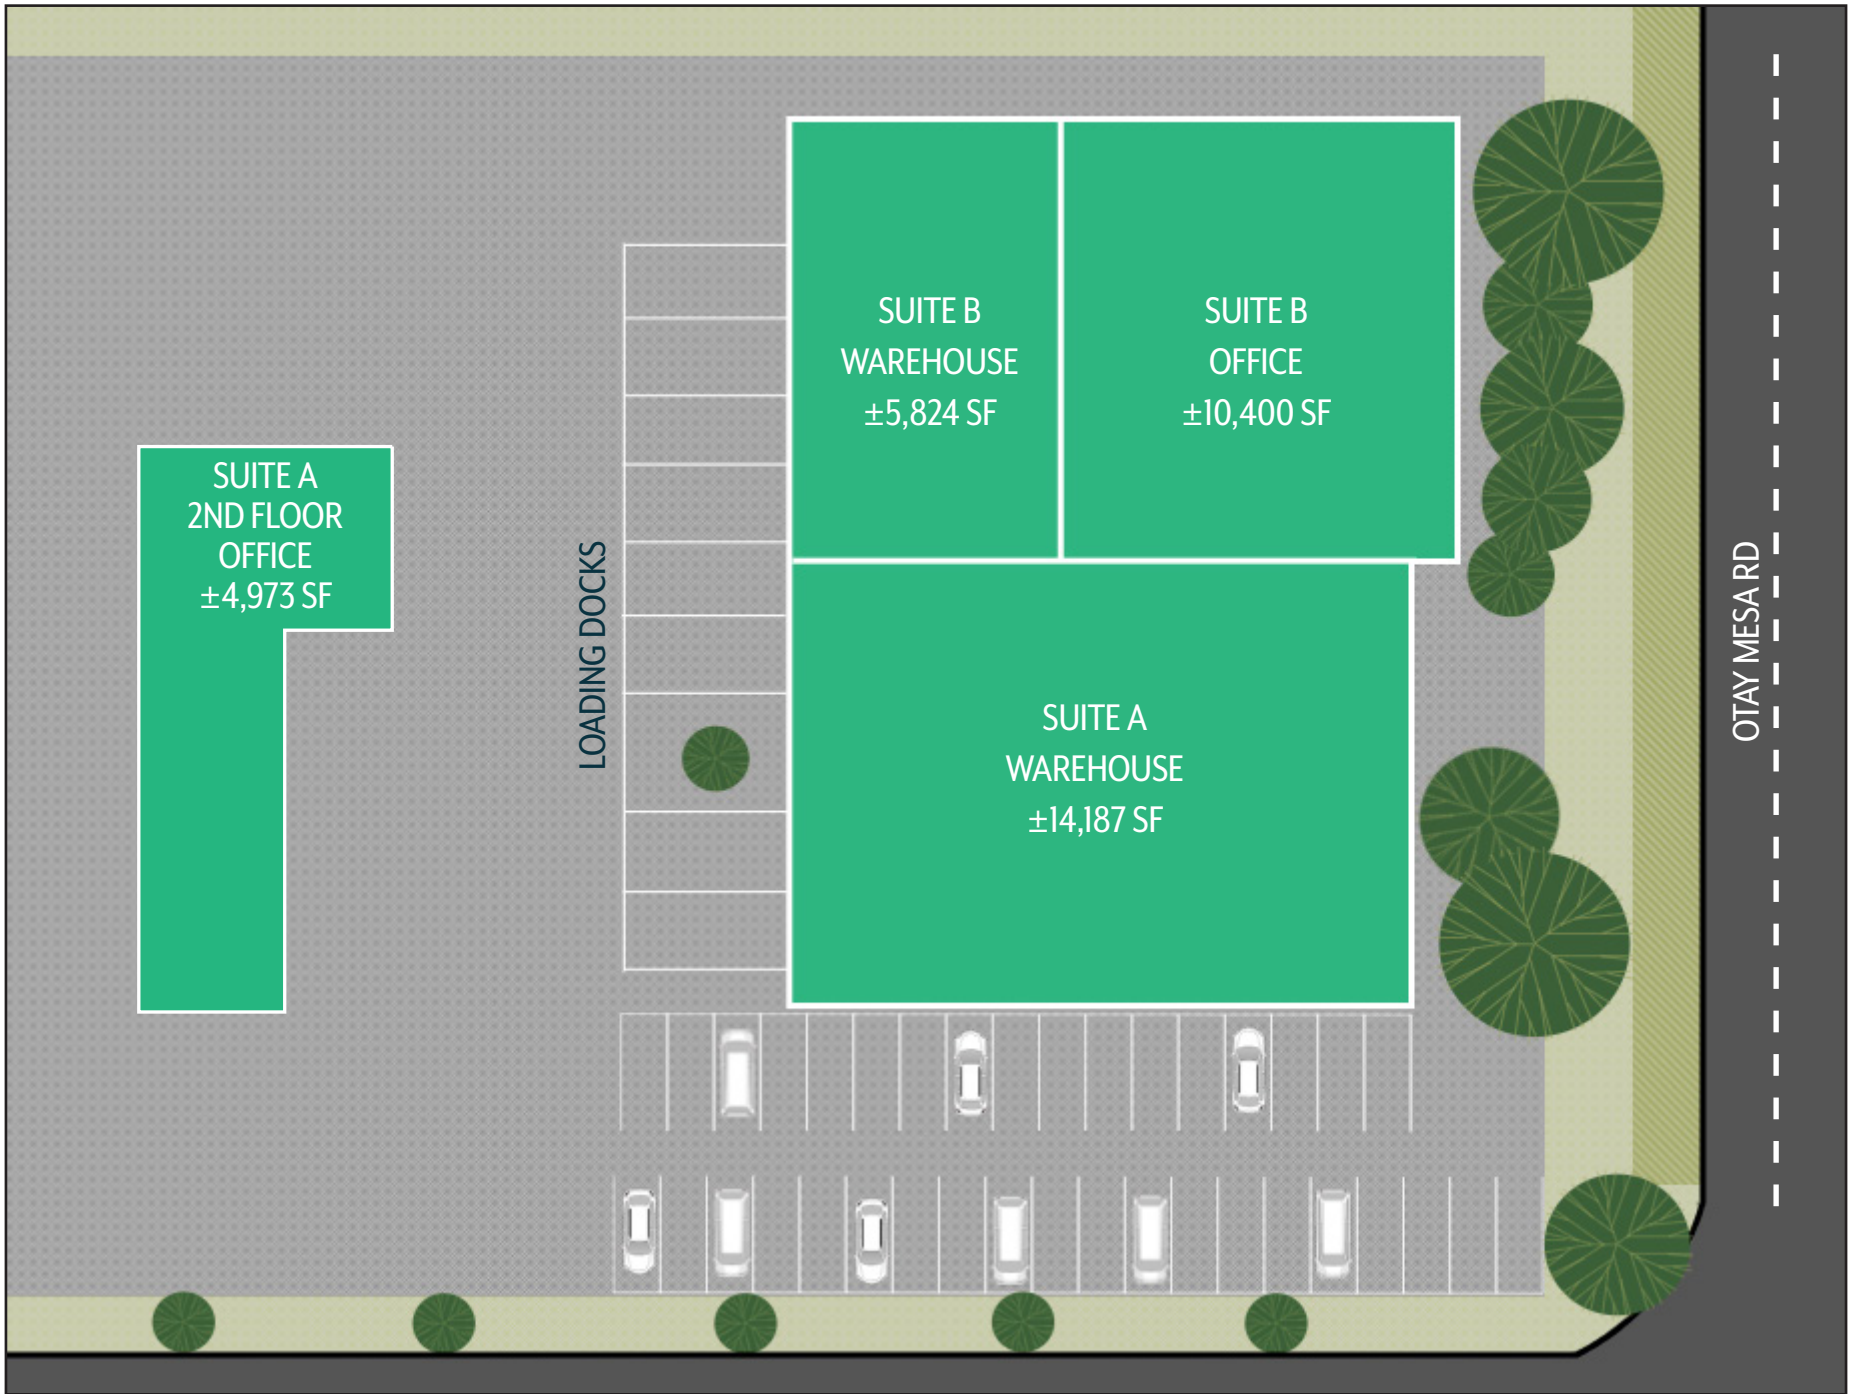 SUITE B
WAREHOUSE
±5,824 SF
SUITE B
OFFICE
±10,400 SF
SUITE A
2ND FLOOR
OFFICE
±4,973 SF
LOADING DOCKS
SUITE A
WAREHOUSE
±14,187 SF
OTAY MESA RD